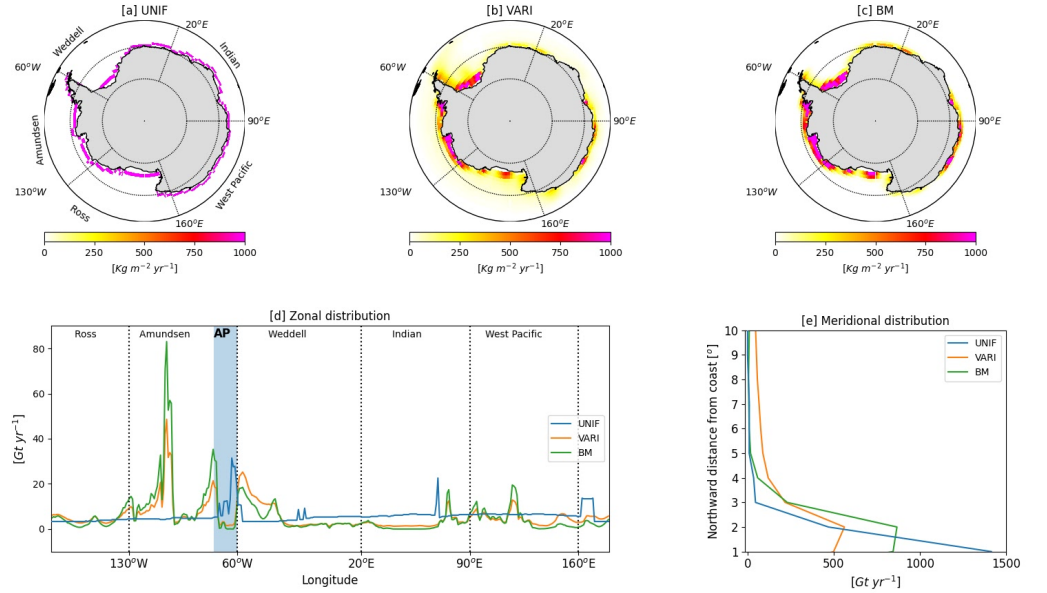 [a] UNIF
[b] VARI
[c] BM
20°E
20°E
20°E
Weddell
Indian
60°W
60°W
60°W
90°E
90°E
90°E
Amundsen
West Pacific
130°W
130°W
130°W
Ross
160°E
160°E
160°E
0 250 500 750 1000
0 250 500 750 1000
0 250 500 750 1000
[Kg m⁻² yr⁻¹]
[Kg m⁻² yr⁻¹]
[Kg m⁻² yr⁻¹]
[d] Zonal distribution
Ross Amundsen AP Weddell Indian West Pacific
80
60
40
20
0
[Gt yr⁻¹]
UNIF
VARI
BM
130°W 60°W 20°E 90°E 160°E
Longitude
[e] Meridional distribution
10
9
8
7
6
5
4
3
2
1
Northward distance from coast [°]
UNIF
VARI
BM
0 500 1000 1500
[Gt yr⁻¹]